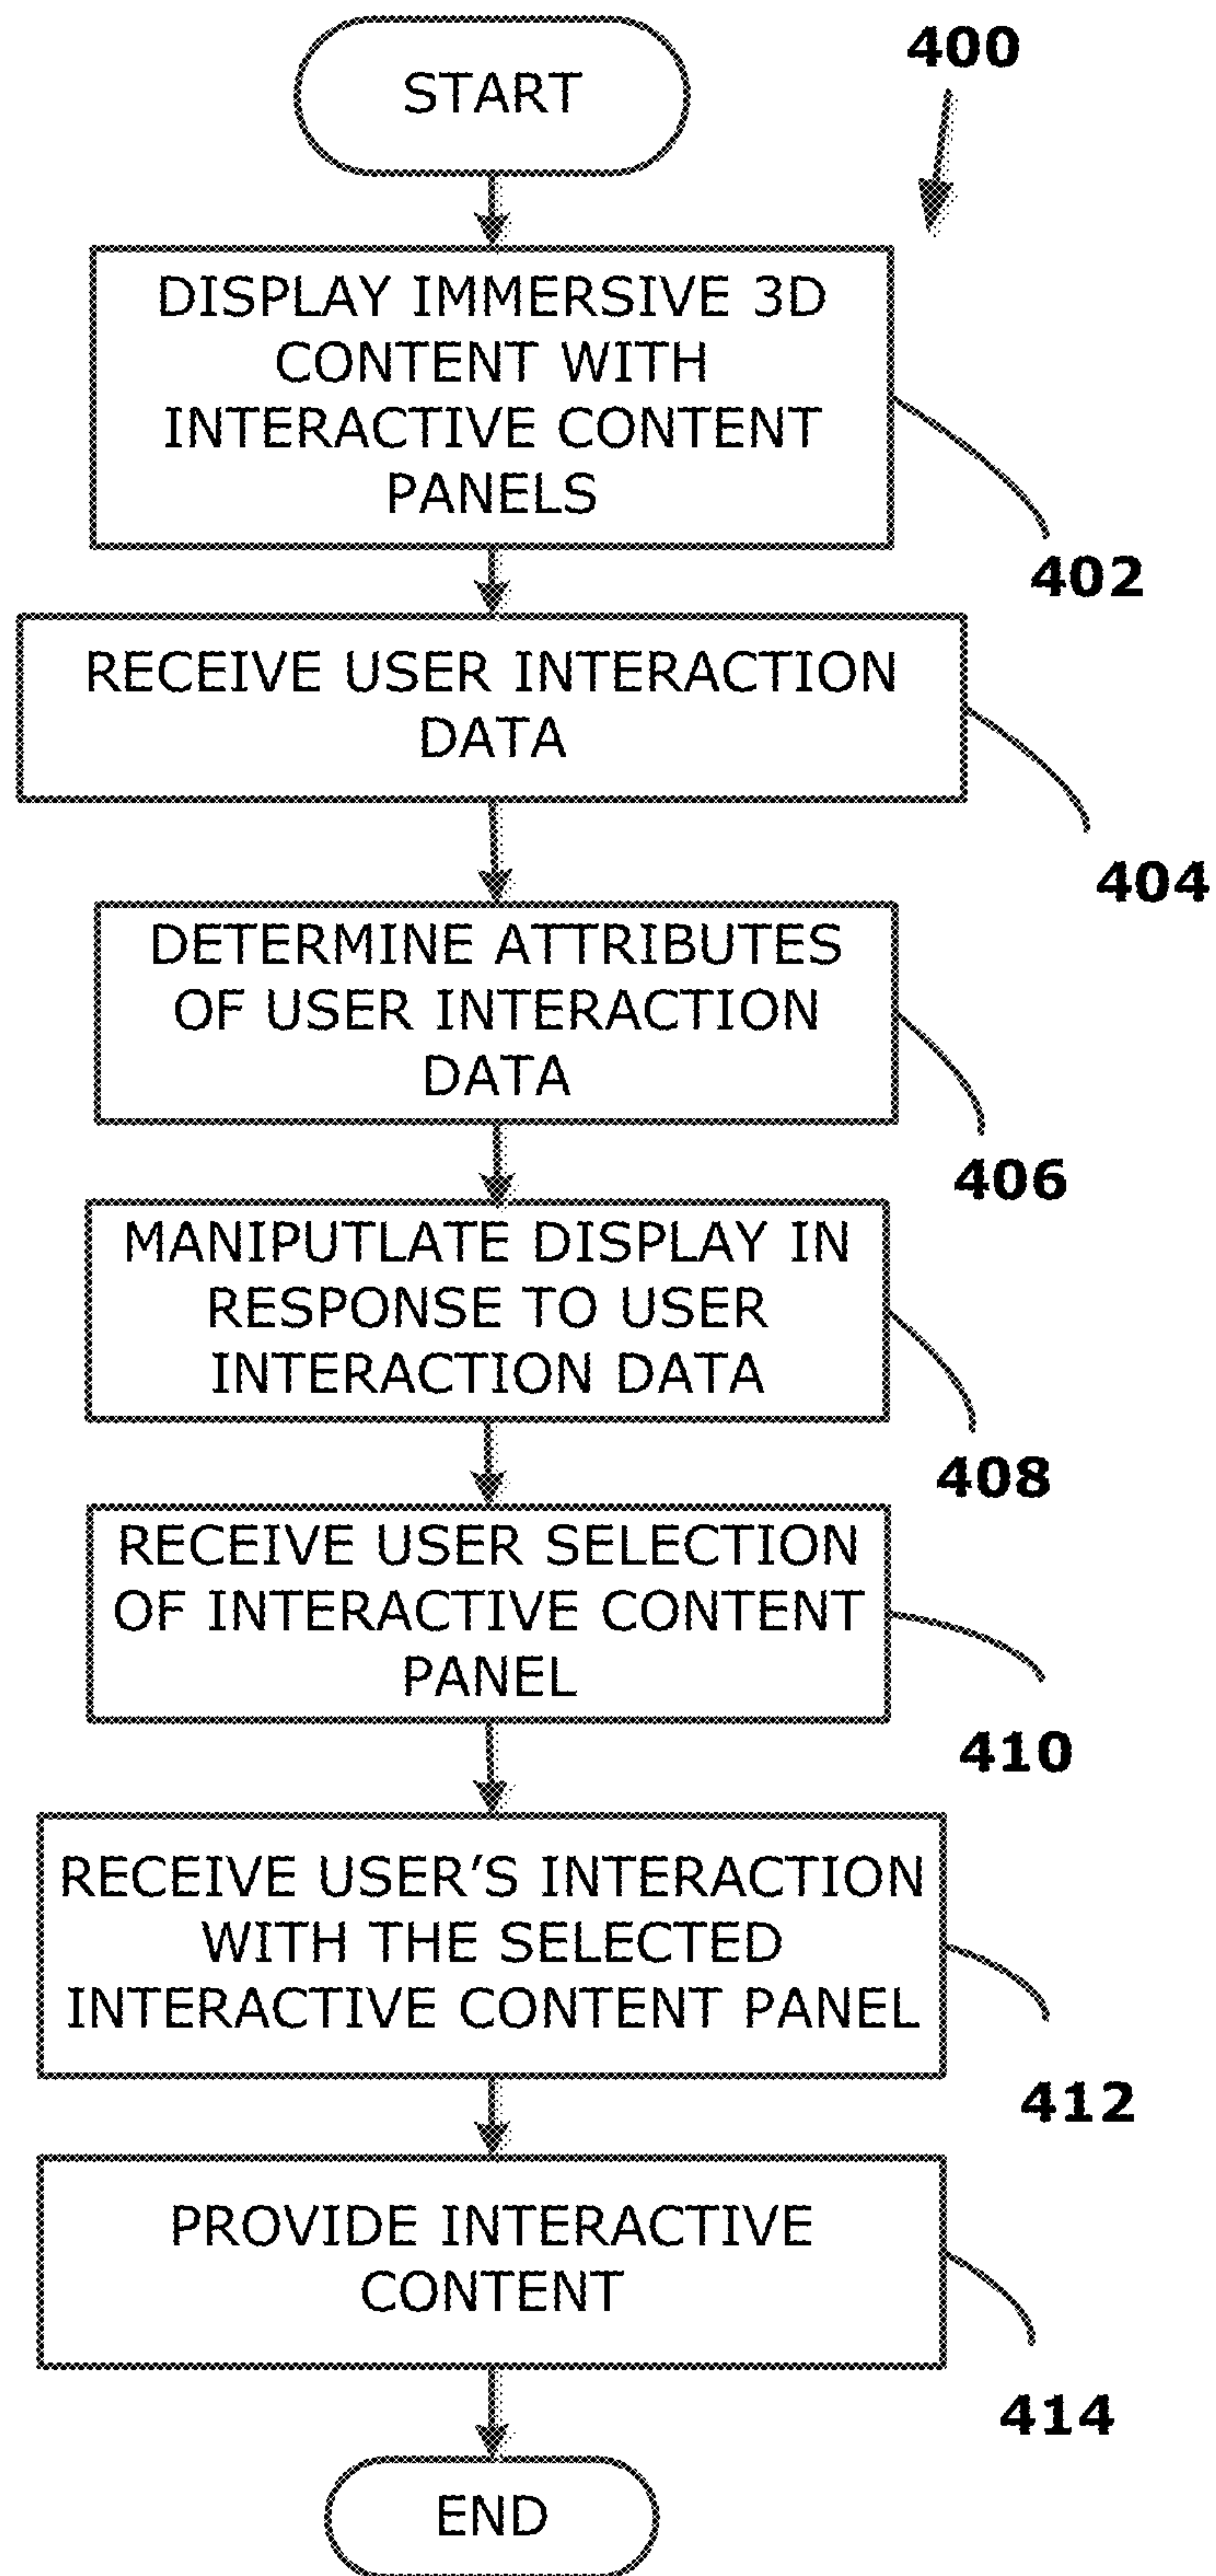 START
400
DISPLAY IMMERSIVE 3D
CONTENT WITH
INTERACTIVE CONTENT
PANELS
402
RECEIVE USER INTERACTION
DATA
404
DETERMINE ATTRIBUTES
OF USER INTERACTION
DATA
406
MANIPUTLATE DISPLAY IN
RESPONSE TO USER
INTERACTION DATA
408
RECEIVE USER SELECTION
OF INTERACTIVE CONTENT
PANEL
410
RECEIVE USER’S INTERACTION
WITH THE SELECTED
INTERACTIVE CONTENT PANEL
412
PROVIDE INTERACTIVE
CONTENT
414
END